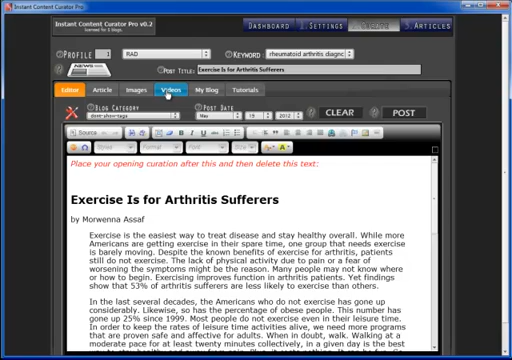 Instant Content Curator Pro
Instant Content Curator Pro v0.2
DASHBOARD
1. SETTINGS
3. ARTICLES
PROFILE 1 RAD KEYWORD: rheumatoid arthritis diagno
NEWS
POST TITLE: Exercise Is for Arthritis Sufferers
Editor Article Images Videos My Blog Tutorials
BLOG CATEGORY POST DATE
May 2012 CLEAR POST
Source
Styles Format Font Size
Place your opening curation after this and then delete this text:
Exercise Is for Arthritis Sufferers
by Morwenna Assaf
Exercise is the easiest way to treat disease and stay healthy overall. While more
Americans are getting exercise in their spare time, one group that needs exercise
is barely moving. Despite the known benefits of exercise for arthritis, patients
still do not exercise. The lack of physical activity due to pain or a fear of
worsening the symptoms might be the reason. Many people may not know where
or how to begin. Exercising improves function in arthritis patients. Yet findings
show that 53% of arthritis sufferers are less likely to exercise than others.
In the last several decades, the Americans who do not exercise has gone up
considerably. Likewise, so has the percentage of obese people. This number has
gone up 25% since 1999. Most people do not exercise even in their leisure time.
In order to keep the rates of leisure time activities alive, we need more programs
that are proven safe and effective for adults. When in doubt, walk. Walking at a
moderate pace for at least twenty minutes collectively, in a given day is the best